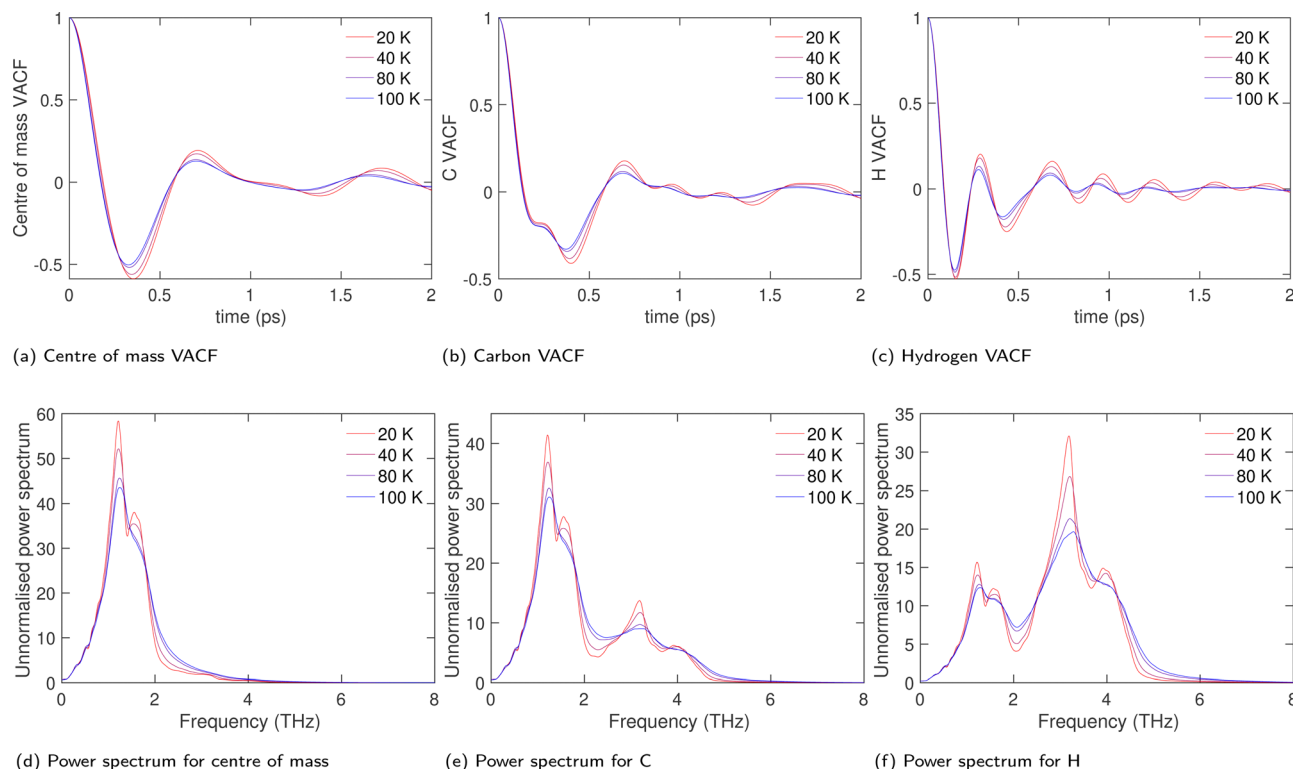 1
0.5
0
-0.5
0
0.5
1
1.5
2
Centre of mass VACF
time (ps)
20 K
40 K
80 K
100 K
(a) Centre of mass VACF
1
0.5
0
-0.5
0
0.5
1
1.5
2
C VACF
time (ps)
20 K
40 K
80 K
100 K
(b) Carbon VACF
1
0.5
0
-0.5
0
0.5
1
1.5
2
H VACF
time (ps)
20 K
40 K
80 K
100 K
(c) Hydrogen VACF
60
50
40
30
20
10
0
0
2
4
6
8
Unnormalised power spectrum
Frequency (THz)
20 K
40 K
80 K
100 K
(d) Power spectrum for centre of mass
40
30
20
10
0
0
2
4
6
8
Unnormalised power spectrum
Frequency (THz)
20 K
40 K
80 K
100 K
(e) Power spectrum for C
35
30
25
20
15
10
5
0
0
2
4
6
8
Unnormalised power spectrum
Frequency (THz)
20 K
40 K
80 K
100 K
(f) Power spectrum for H